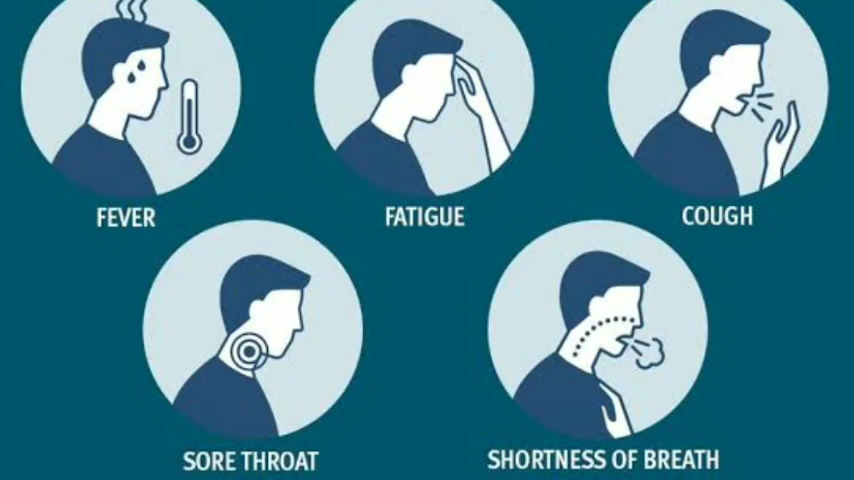 FEVER
FATIGUE
COUGH
SORE THROAT
SHORTNESS OF BREATH